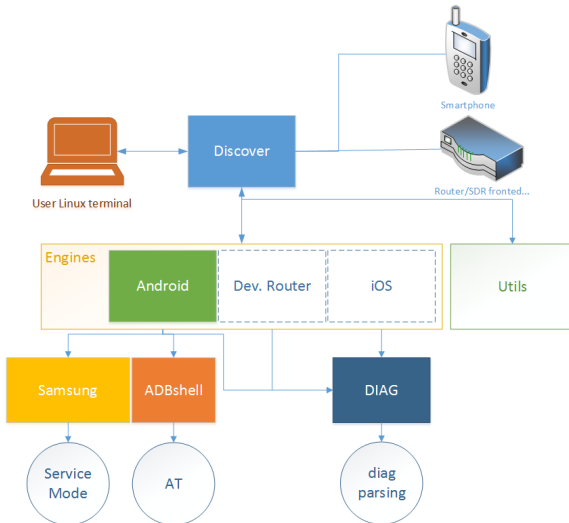 Smartphone
Discover
User Linux terminal
Router/SDR fronted...
Engines
Android
Dev. Router
iOS
Utils
Samsung
ADBshell
DIAG
Service
Mode
AT
diag
parsing